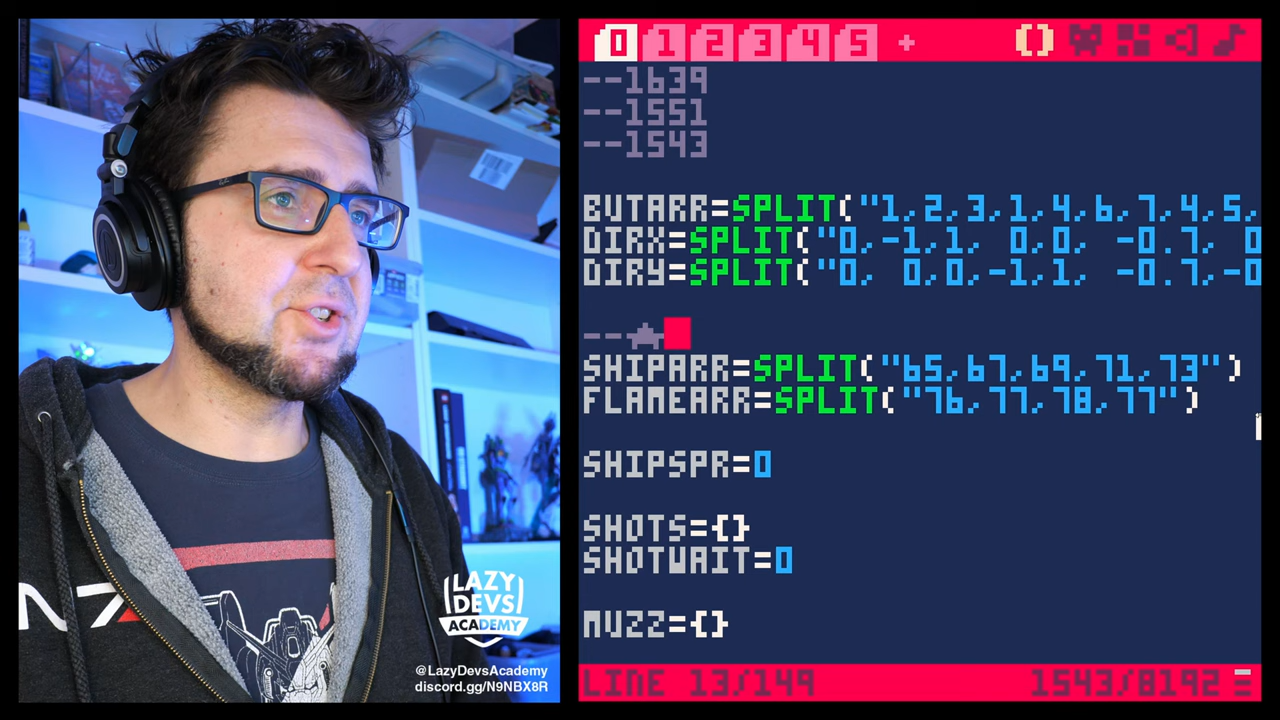 N7
LAZY
DEVS
ACADEMY
@LazyDevsAcademy
discord.gg/N9NBX8R
0 1 2 3 4 5 +
--1639
--1551
--1543
BUTARR=SPLIT("1,2,3,1,4,6,7,4,5,
DIRX=SPLIT("0,-1,1, 0,0, -0.7, 0
DIRY=SPLIT("0, 0,0,-1,1, -0.7,-0
--
SHIPARR=SPLIT("65,67,69,71,73")
FLAMEARR=SPLIT("76,77,78,77")
SHIPSPR=0
SHOTS={}
SHOTWAIT=0
MUZZ={}
LINE 13/149
1543/8192